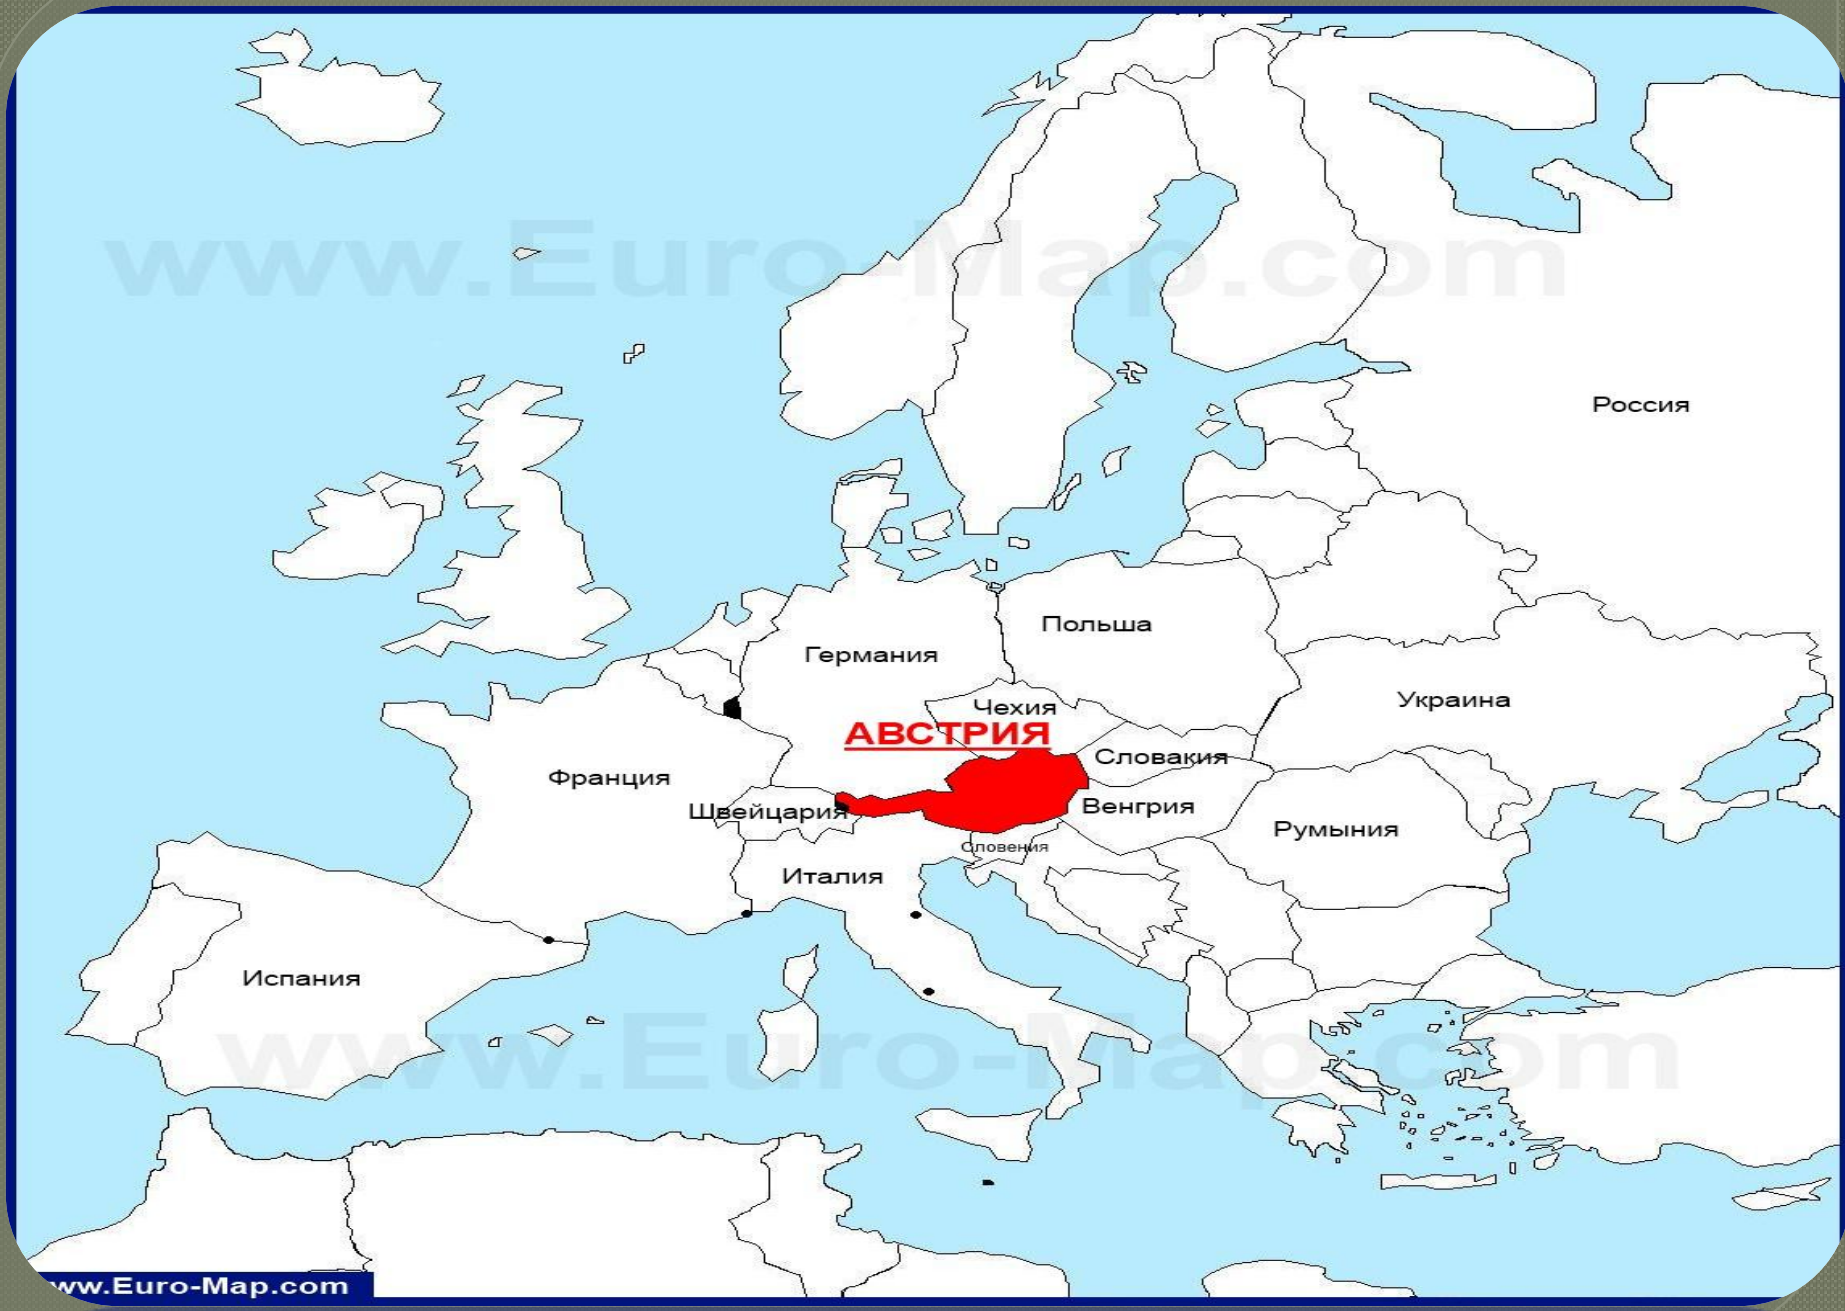 www.Euro-Map.com
Россия
Польша
Германия
Украина
Чехия
АВСТРИЯ
Словакия
Франция
Швейцария
Венгрия
Румыния
Словения
Италия
Испания
www.Euro-Map.com
ww.Euro-Map.com